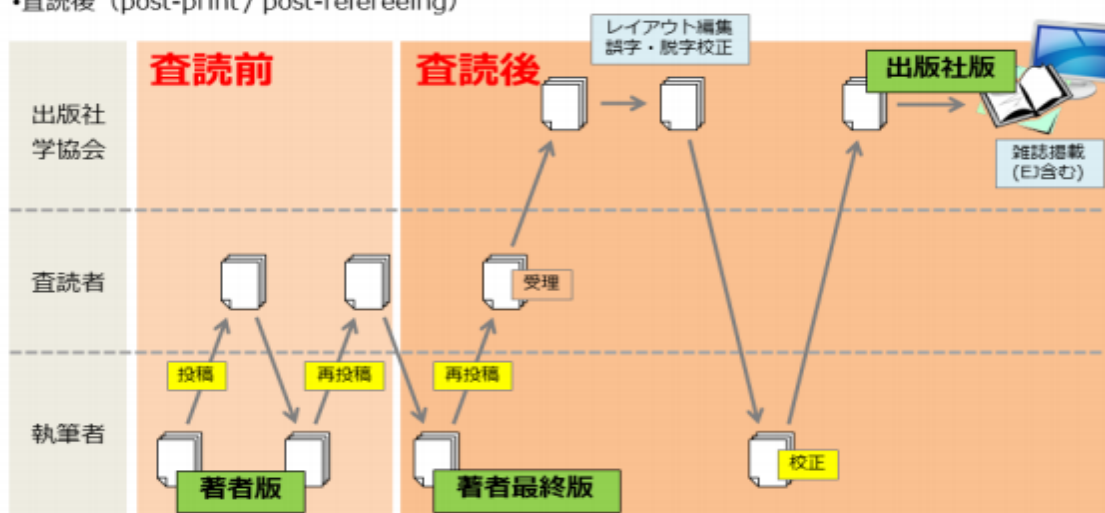 •査読後（post-print / post-refereeing）
レイアウト編集
誤字・脱字校正
査読前
査読後
出版社版
出版社
学協会
雑誌掲載
(EJ含む)
査読者
受理
投稿
再投稿
再投稿
執筆者
校正
著者版
著者最終版